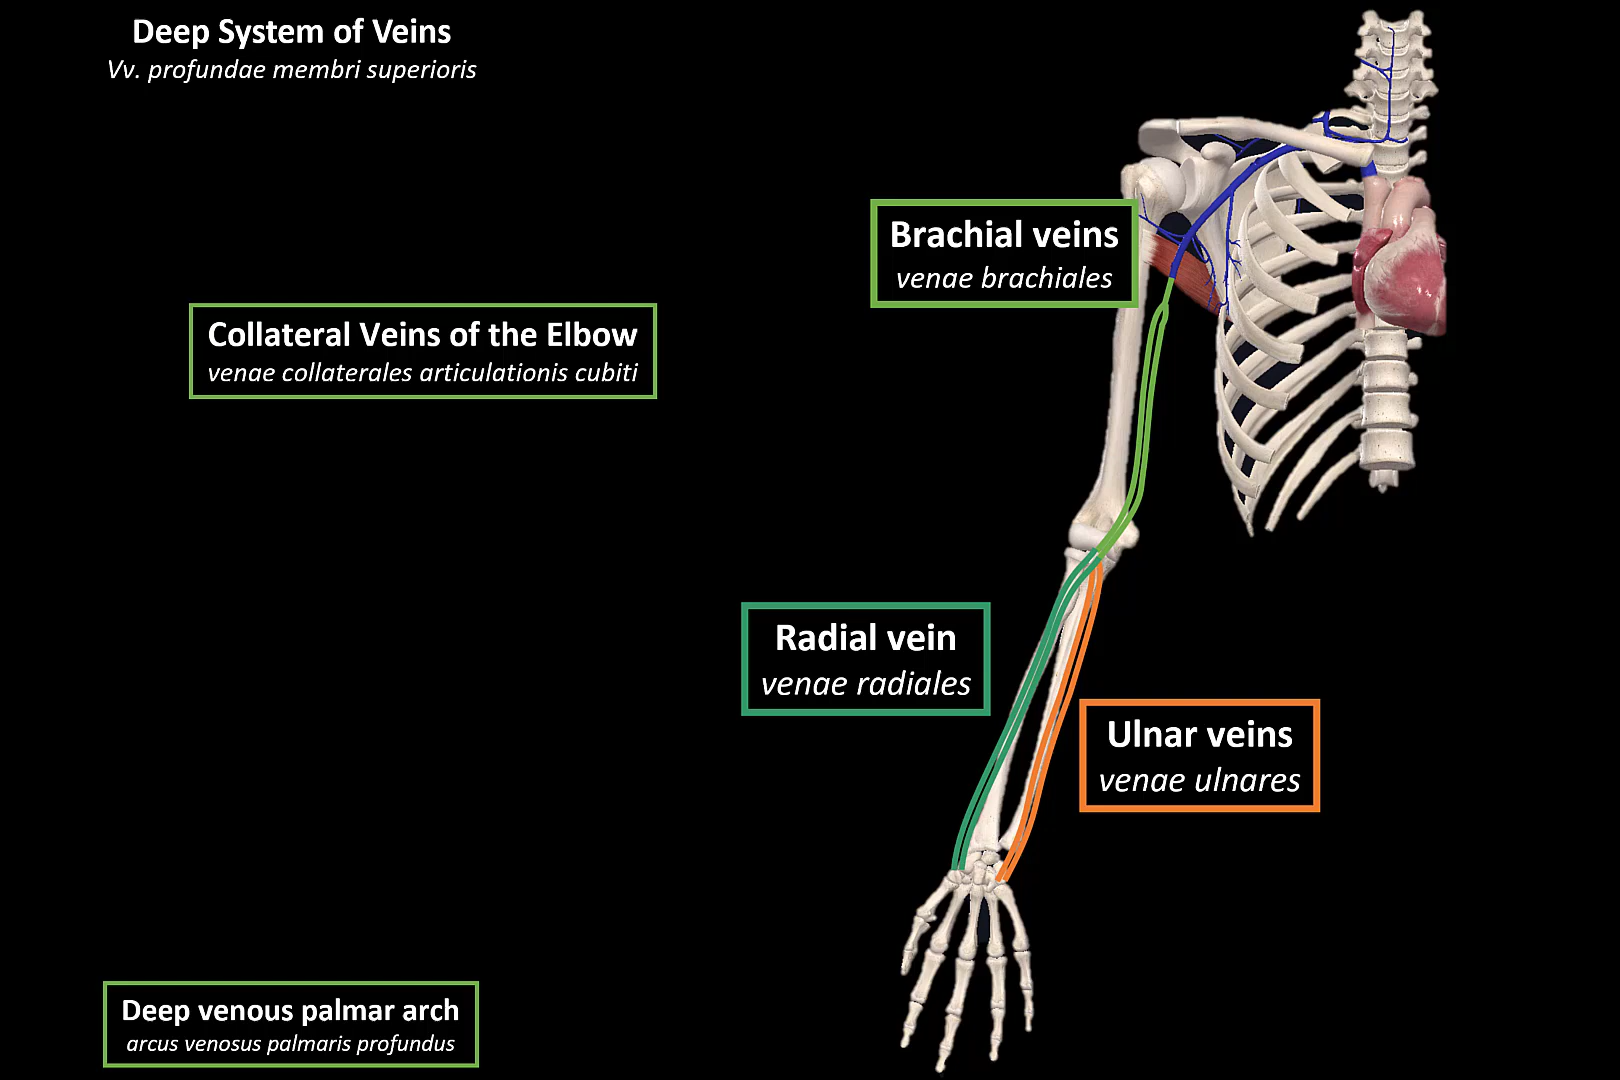 Deep System of Veins
Vv. profundae membri superioris
Brachial veins
venae brachiales
Collateral Veins of the Elbow
venae collaterales articulationis cubiti
Radial vein
venae radiales
Ulnar veins
venae ulnares
Deep venous palmar arch
arcus venosus palmaris profundus